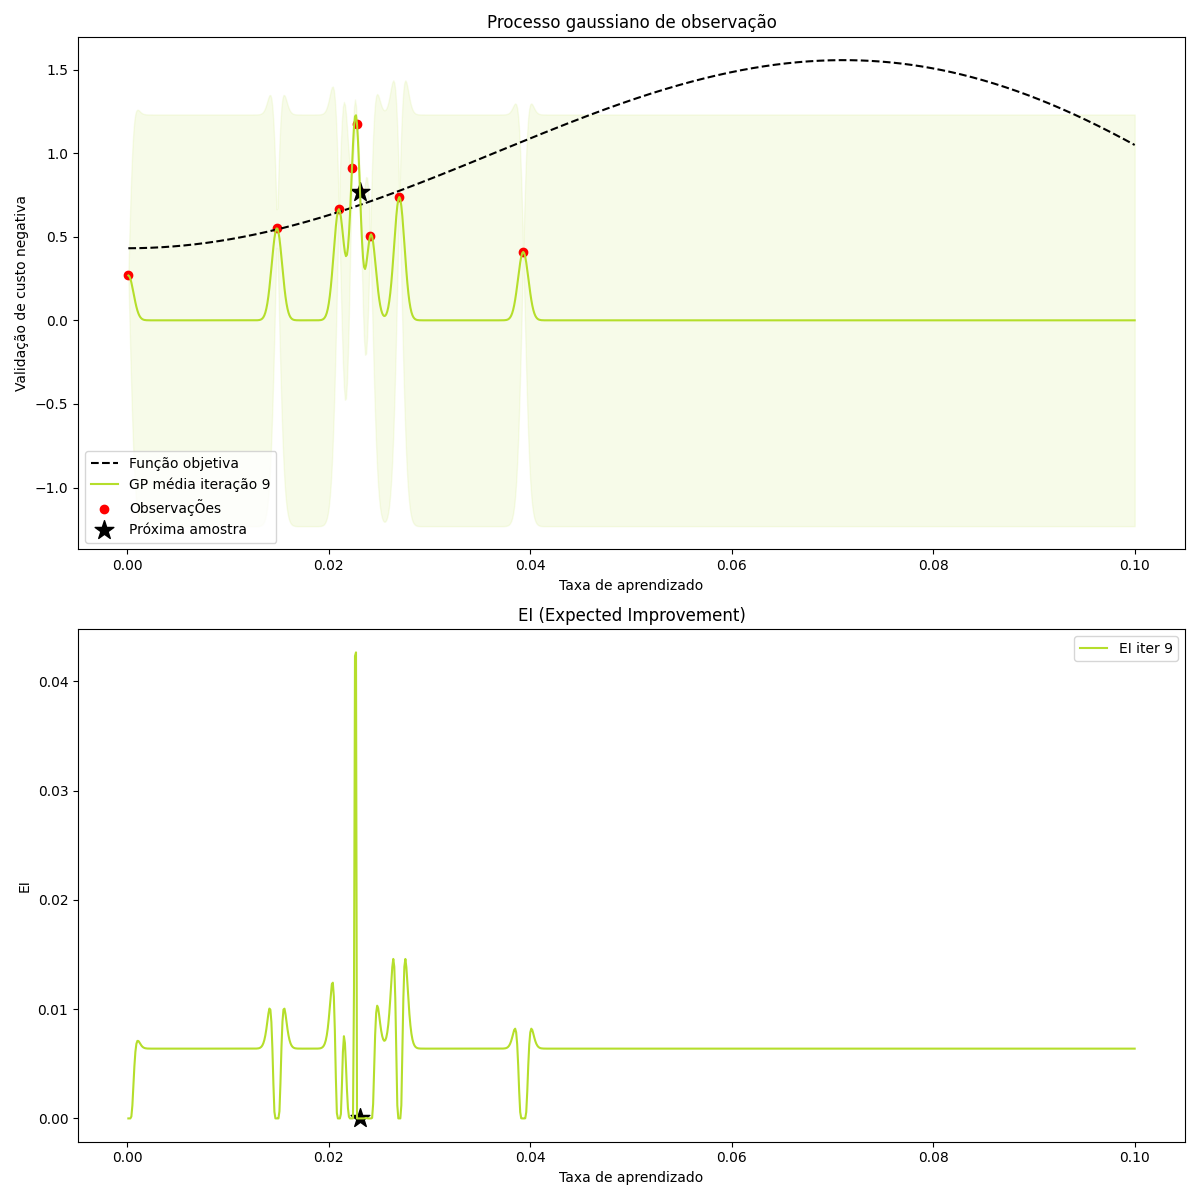 Processo gaussiano de observação
1.5
1.0
0.5
0.0
−0.5
−1.0
Validação de custo negativa
Função objetiva
GP média iteração 9
ObservaçÕes
Próxima amostra
0.00 0.02 0.04 0.06 0.08 0.10
Taxa de aprendizado
EI (Expected Improvement)
EI iter 9
0.04
0.03
0.02
0.01
0.00
EI
0.00 0.02 0.04 0.06 0.08 0.10
Taxa de aprendizado